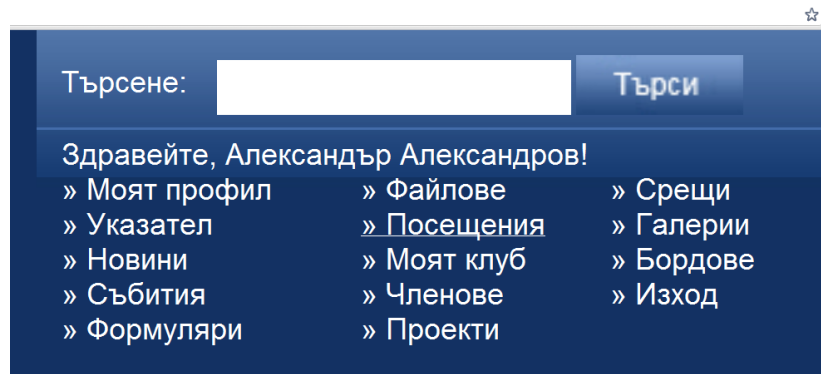 Търсене: Търси
Здравейте, Александър Александров!
» Моят профил » Файлове » Срещи
» Указател » Посещения » Галерии
» Новини » Моят клуб » Бордове
» Събития » Членове » Изход
» Формуляри » Проекти